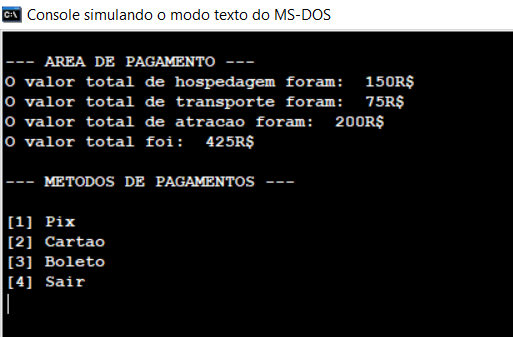 Console simulando o modo texto do MS-DOS
--- AREA DE PAGAMENTO ---
O valor total de hospedagem foram:  150R$
O valor total de transporte foram:  75R$
O valor total de atracao foram:  200R$
O valor total foi:  425R$
--- METODOS DE PAGAMENTOS ---
[1] Pix
[2] Cartao
[3] Boleto
[4] Sair